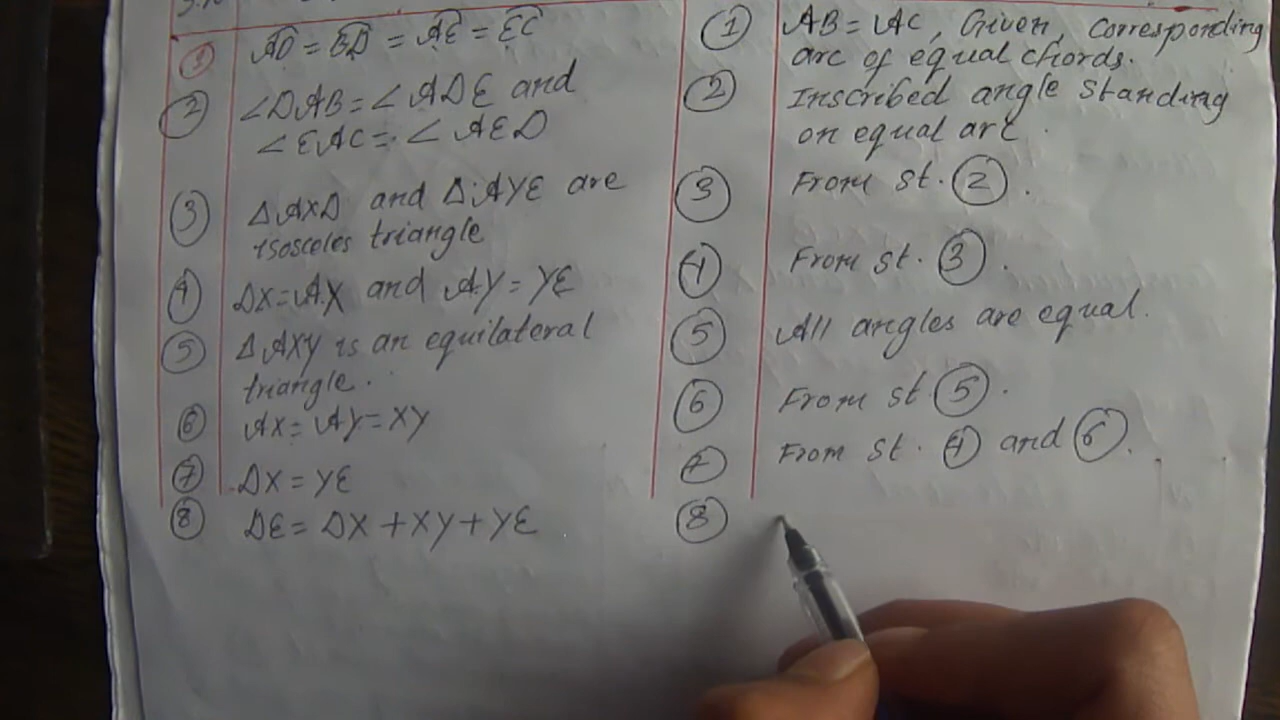 ① AD = BD = AE = EC
② ∠DAB = ∠ADE and
∠EAC = ∠AED
③ ΔAXD and ΔAYE are
isosceles triangle
④ DX = AX and AY = YE
⑤ ΔAXY is an equilateral
triangle.
⑥ AX = AY = XY
⑦ DX = YE
⑧ DE = DX + XY + YE
① AB = AC, Given, Corresponding
arc of equal chords.
② Inscribed angle standing
on equal arc.
③ From st. ②.
④ From st. ③.
⑤ All angles are equal.
⑥ From st ⑤.
⑦ From st. ④ and ⑥.
⑧